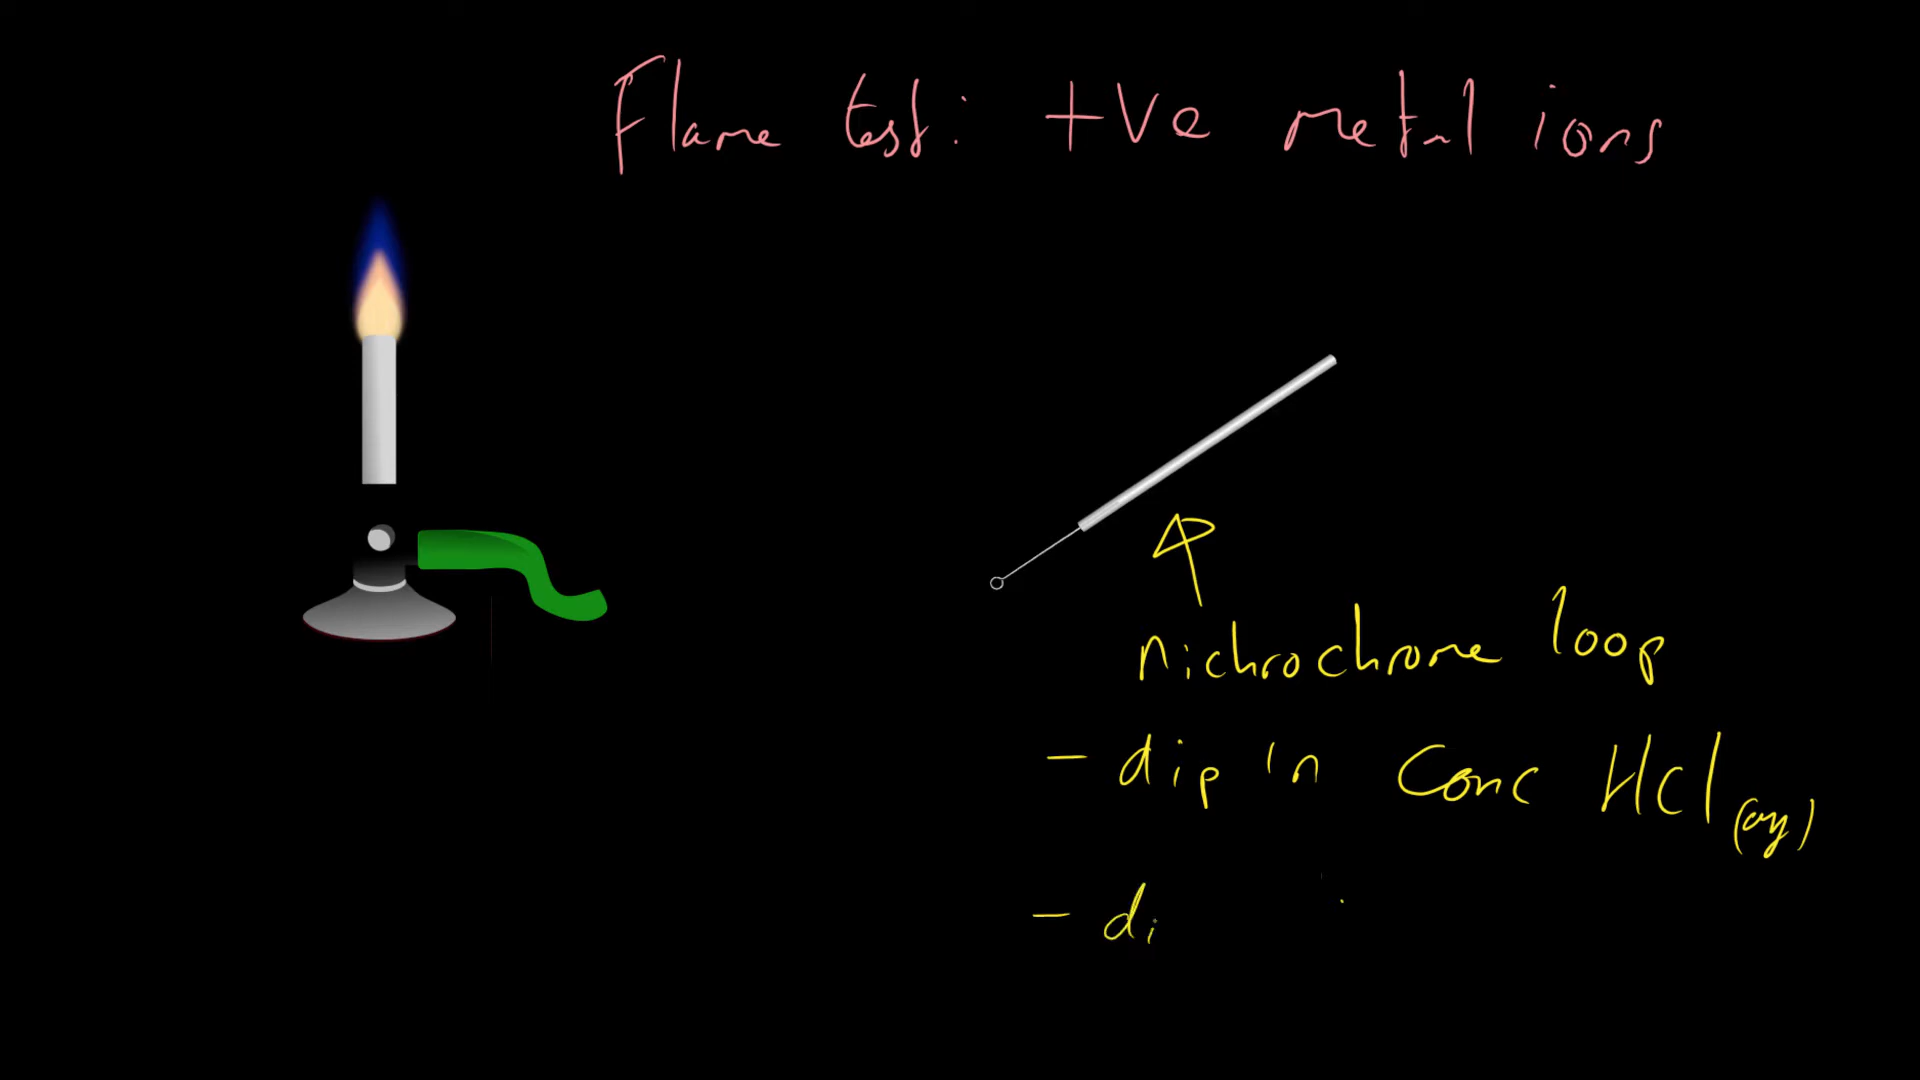 Flame test: +ve metal ions
nichrochrome loop
- dip in Conc HCl(aq)
- di